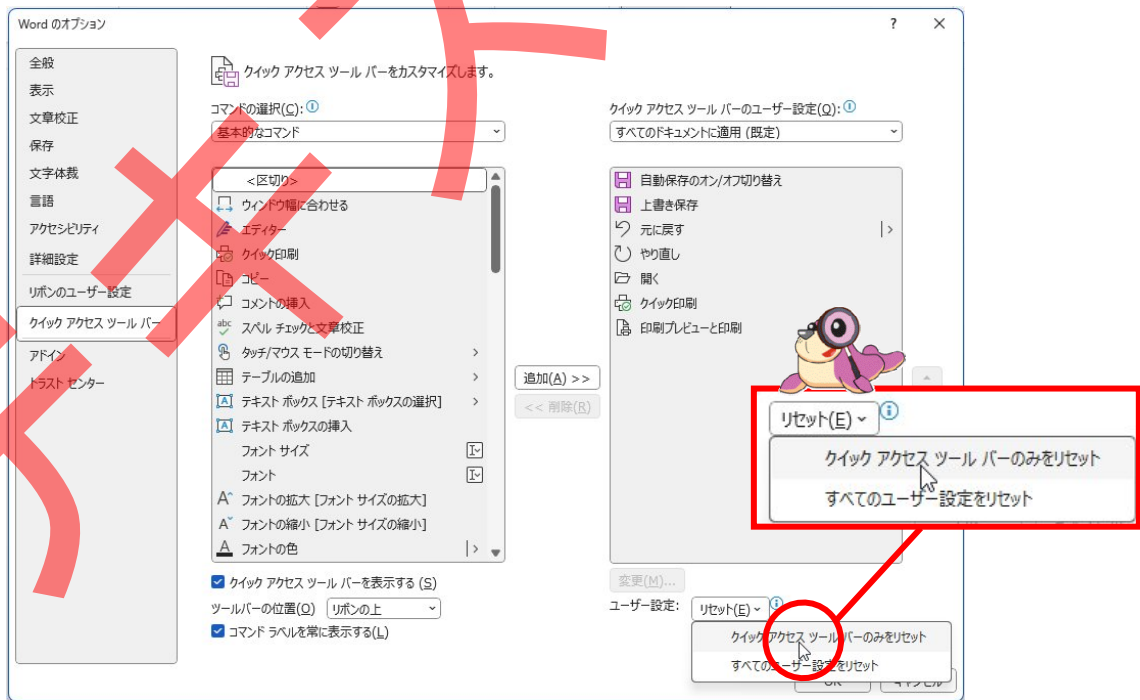 Word のオプション
?
全般
表示
文章校正
保存
文字体裁
言語
アクセシビリティ
詳細設定
リボンのユーザー設定
クイック アクセス ツール バー
アドイン
トラスト センター
クイック アクセス ツール バーをカスタマイズします。
コマンドの選択(C):
基本的なコマンド
<区切り>
ウィンドウ幅に合わせる
エディター
クイック印刷
コピー
コメントの挿入
abc
スペル チェックと文章校正
タッチ/マウス モードの切り替え
テーブルの追加
テキスト ボックス [テキスト ボックスの選択]
テキスト ボックスの挿入
フォント サイズ
フォント
フォントの拡大 [フォント サイズの拡大]
フォントの縮小 [フォント サイズの縮小]
フォントの色
クイック アクセス ツール バーを表示する (S)
ツールバーの位置(O) リボンの上
コマンド ラベルを常に表示する(L)
追加(A) >>
<< 削除(R)
クイック アクセス ツール バーのユーザー設定(Q):
すべてのドキュメントに適用 (既定)
自動保存のオン/オフ切り替え
上書き保存
元に戻す
やり直し
開く
クイック印刷
印刷プレビューと印刷
リセット(E)
クイック アクセス ツール バーのみをリセット
すべてのユーザー設定をリセット
変更(M)...
ユーザー設定: リセット(E)
クイック アクセス ツール バーのみをリセット
すべてのユーザー設定をリセット
OK
キャンセル